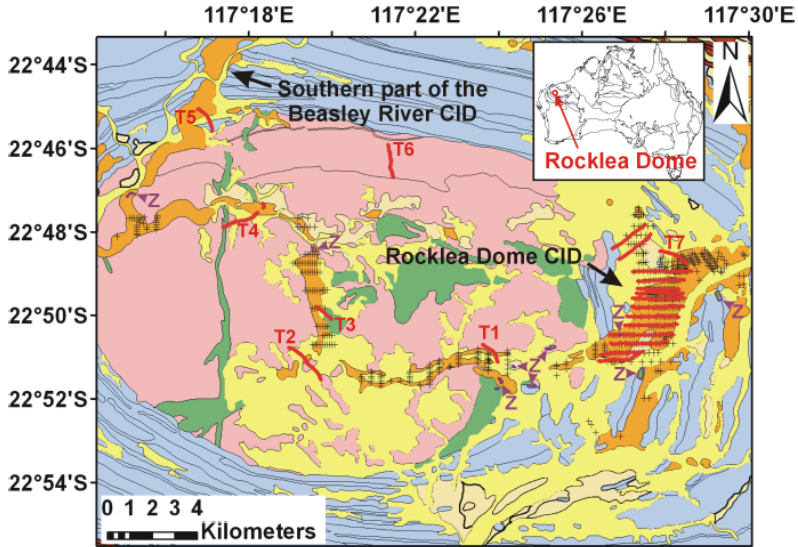 117°18'E 117°22'E 117°26'E 117°30'E
22°44'S
22°46'S
22°48'S
22°50'S
22°52'S
22°54'S
N
Southern part of the
Beasley River CID
Rocklea Dome
T5
T6
Z
T4
Z
Rocklea Dome CID
T7
Z
Z
T3
T2
T1
Z
Z
Z
0 1 2 3 4
Kilometers